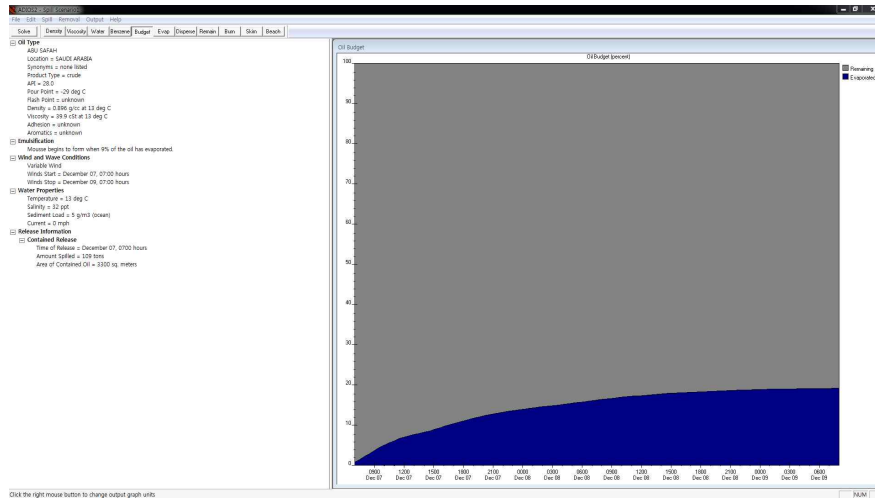 ADIOS2 - Spill Scenario
File Edit Spill Removal Output Help
Solve Density Viscosity Water Benzene Budget Evap Disperse Remain Burn Skim Beach
Oil Type
ABU SAFAH
Location = SAUDI ARABIA
Synonyms = none listed
Product Type = crude
API = 28.0
Pour Point = -29 deg C
Flash Point = unknown
Density = 0.896 g/cc at 13 deg C
Viscosity = 39.9 cSt at 13 deg C
Adhesion = unknown
Aromatics = unknown
Emulsification
Mousse begins to form when 9% of the oil has evaporated.
Wind and Wave Conditions
Variable Wind
Winds Start = December 07, 07:00 hours
Winds Stop = December 09, 07:00 hours
Water Properties
Temperature = 13 deg C
Salinity = 32 ppt
Sediment Load = 5 g/m3 (ocean)
Current = 0 mph
Release Information
Contained Release
Time of Release = December 07, 0700 hours
Amount Spilled = 109 tons
Area of Contained Oil = 3300 sq. meters
Oil Budget
Oil Budget (percent)
100
90
80
70
60
50
40
30
20
10
0
0900 1200 1500 1800 2100 0000 0300 0600 0900 1200 1500 1800 2100 0000 0300 0600
Dec 07 Dec 07 Dec 07 Dec 07 Dec 07 Dec 08 Dec 08 Dec 08 Dec 08 Dec 08 Dec 08 Dec 08 Dec 08 Dec 09 Dec 09 Dec 09
Remaining
Evaporated
Click the right mouse button to change output graph units
NUM